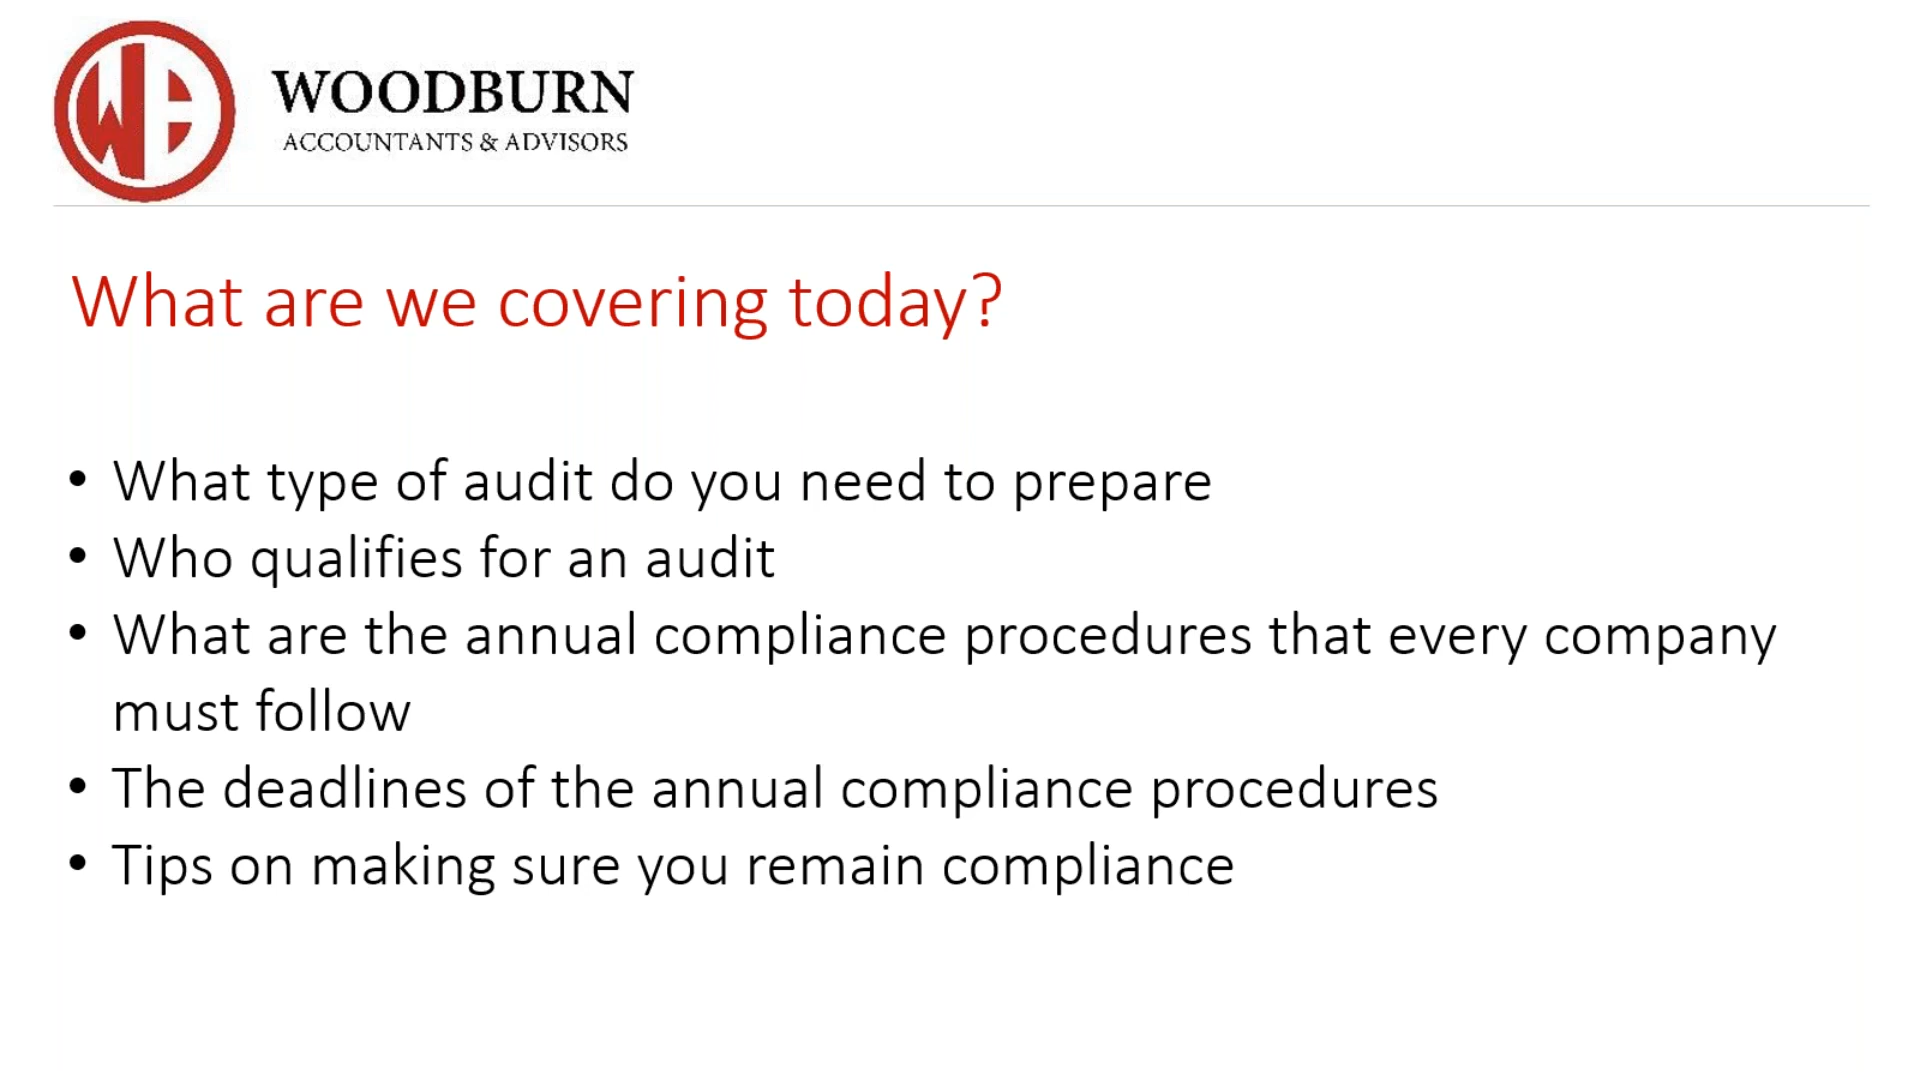 WOODBURN
ACCOUNTANTS & ADVISORS
What are we covering today?
• What type of audit do you need to prepare
• Who qualifies for an audit
• What are the annual compliance procedures that every company
must follow
• The deadlines of the annual compliance procedures
• Tips on making sure you remain compliance